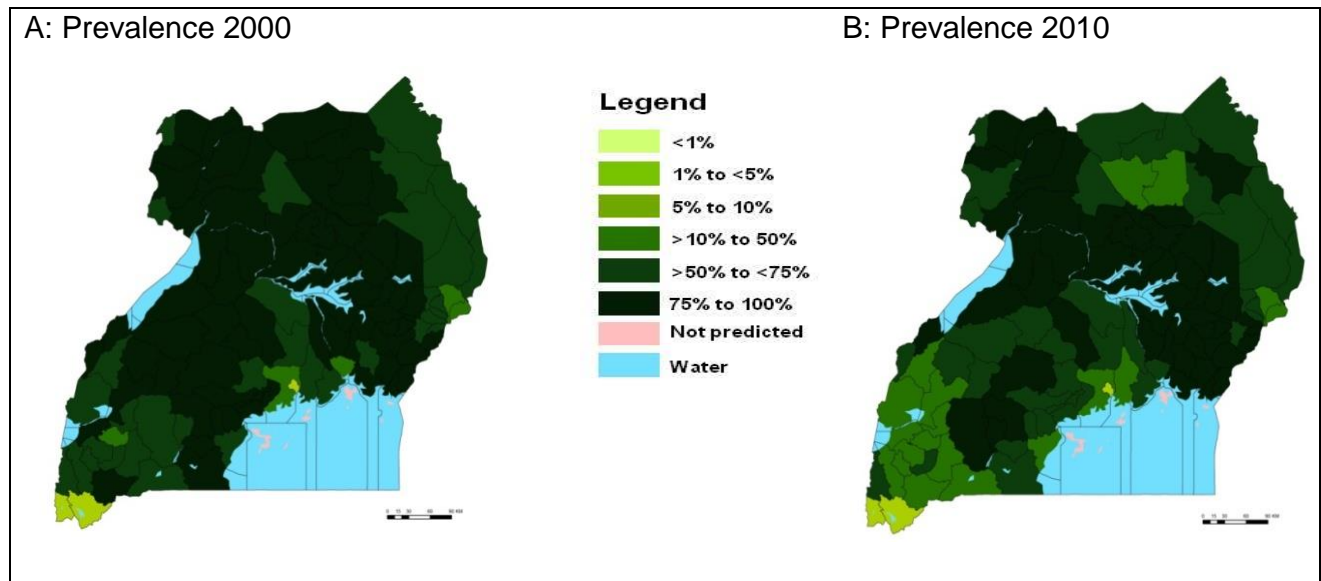 A: Prevalence 2000
B: Prevalence 2010
Legend
<1%
1% to <5%
5% to 10%
>10% to 50%
>50% to <75%
75% to 100%
Not predicted
Water